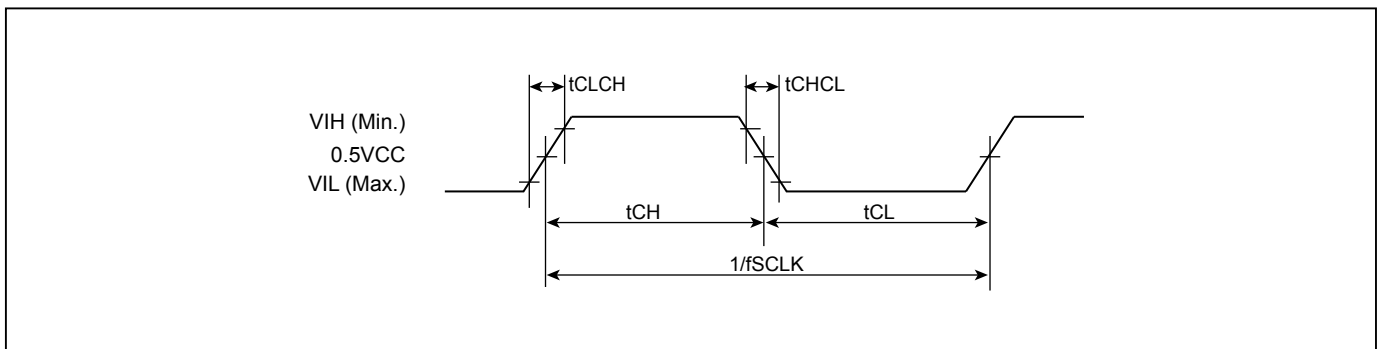 tCLCH
tCHCL
VIH (Min.)
0.5VCC
VIL (Max.)
tCH
tCL
1/fSCLK